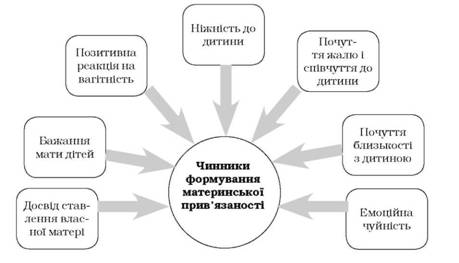 Ніжність до
дитини
Позитивна
реакція на
вагітність
Почут-
тя жалю і
співчуття до
дитини
Бажання
мати дітей
Чинники
формування
материнської
прив’язаності
Почуття
близькості
з дитиною
Досвід став-
лення влас-
ної матері
Емоційна
чуйність